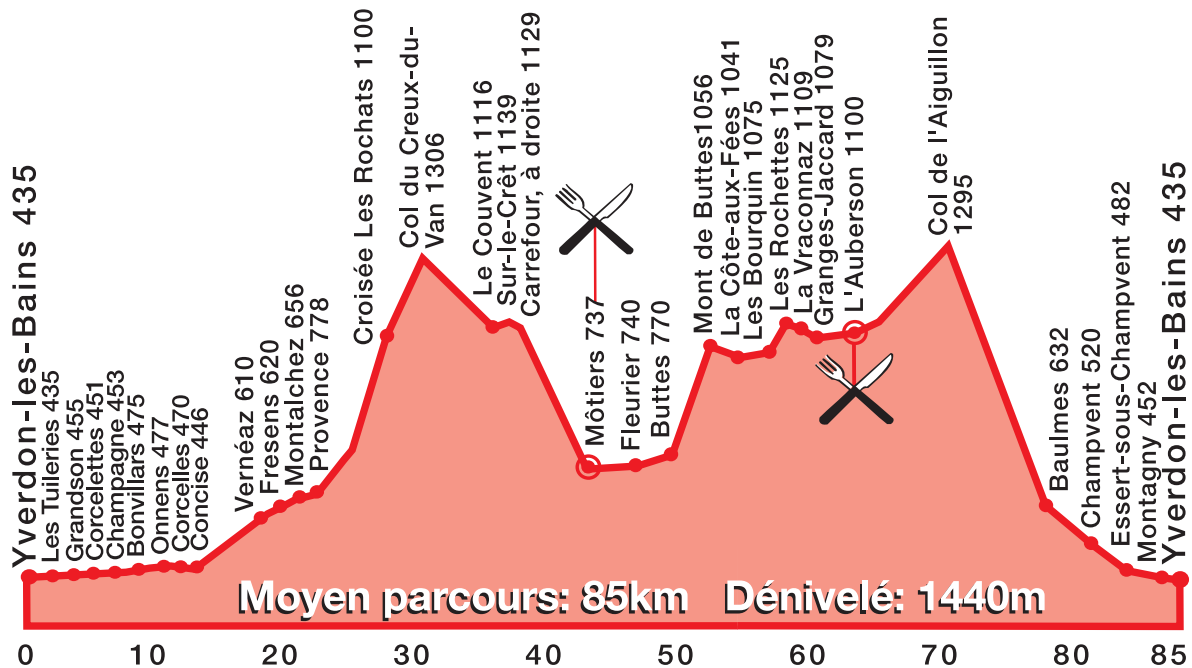 Yverdon-les-Bains 435
Les Tuileries 435
Grandson 455
Corcelettes 451
Champagne 453
Bonvillars 475
Onnens 477
Corcelles 470
Concise 446
Vernéaz 610
Fresens 620
Montalchez 656
Provence 778
Croisée Les Rochats 1100
Col du Creux-du-
Van 1306
Le Couvent 1116
Sur-le-Crêt 1139
Carrefour, à droite 1129
Môtiers 737
Fleurier 740
Buttes 770
Mont de Buttes1056
La Côte-aux-Fées 1041
Les Bourquin 1075
Les Rochettes 1125
La Vraconnaz 1109
Granges-Jaccard 1079
L'Auberson 1100
Col de l'Aiguillon
1295
Baulmes 632
Champvent 520
Essert-sous-Champvent 482
Montagny 452
Yverdon-les-Bains 435
Moyen parcours: 85km Dénivelé: 1440m
0 10 20 30 40 50 60 70 80 85